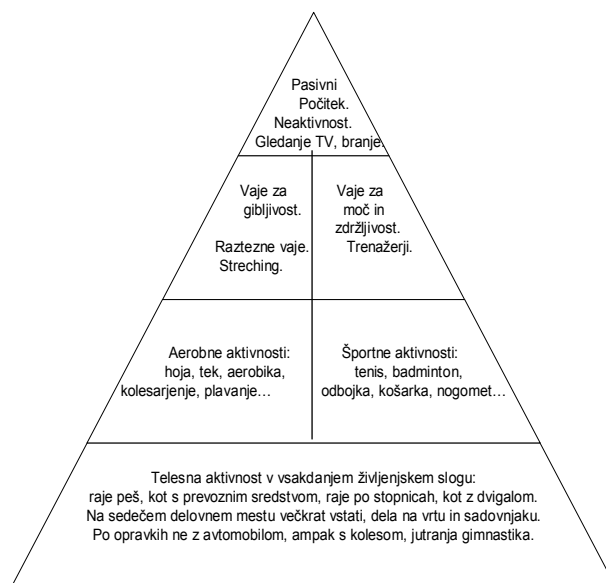 Pasivni
Počitek.
Neaktivnost.
Gledanje TV, branje.
Vaje za
gibljivost.
Raztezne vaje.
Streching.
Vaje za
moč in
zdržljivost.
Trenažerji.
Aerobne aktivnosti:
hoja, tek, aerobika,
kolesarjenje, plavanje…
Športne aktivnosti:
tenis, badminton,
odbojka, košarka, nogomet…
Telesna aktivnost v vsakdanjem življenjskem slogu:
raje peš, kot s prevoznim sredstvom, raje po stopnicah, kot z dvigalom.
Na sedečem delovnem mestu večkrat vstati, dela na vrtu in sadovnjaku.
Po opravkih ne z avtomobilom, ampak s kolesom, jutranja gimnastika.